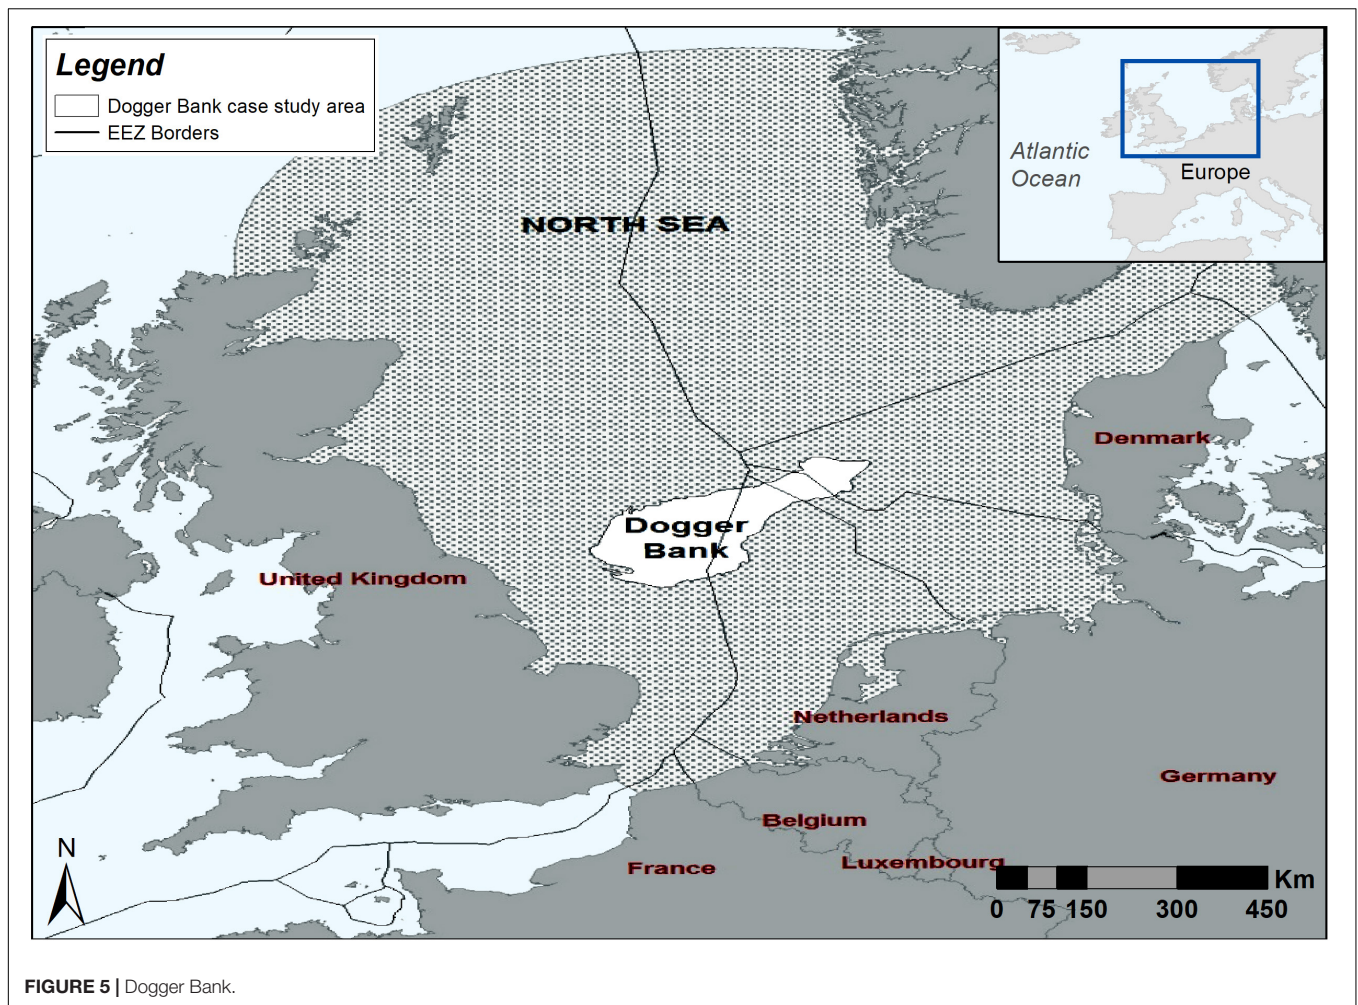 Legend
Dogger Bank case study area
EEZ Borders
Atlantic
Ocean
Europe
NORTH SEA
Denmark
Dogger
Bank
United Kingdom
Netherlands
Germany
Belgium
Luxembourg
France
N
Km
0 75 150 300 450
FIGURE 5 | Dogger Bank.